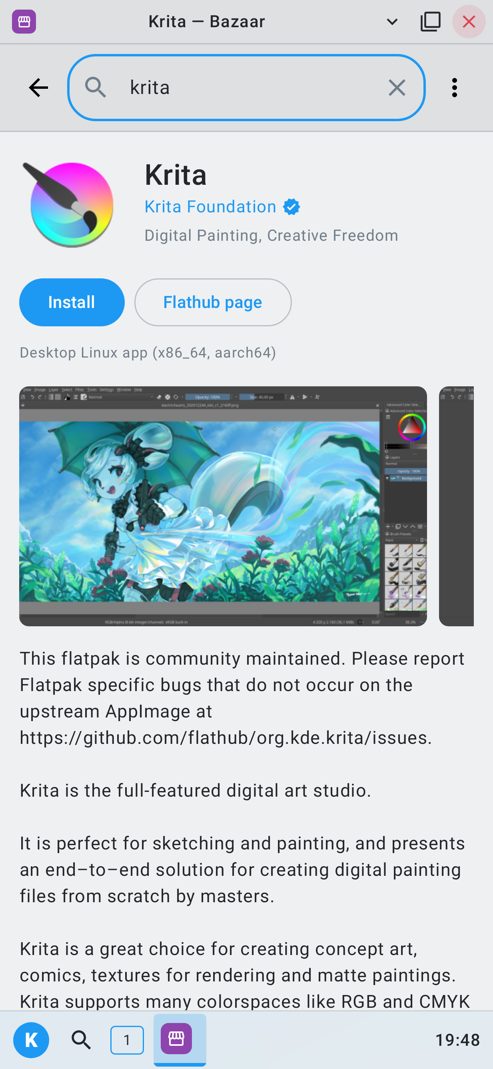 Krita — Bazaar
krita
Krita
Krita Foundation
Digital Painting, Creative Freedom
Install
Flathub page
Desktop Linux app (x86_64, aarch64)
This flatpak is community maintained. Please report
Flatpak specific bugs that do not occur on the
upstream AppImage at
https://github.com/flathub/org.kde.krita/issues.
Krita is the full-featured digital art studio.
It is perfect for sketching and painting, and presents
an end–to–end solution for creating digital painting
files from scratch by masters.
Krita is a great choice for creating concept art,
comics, textures for rendering and matte paintings.
Krita supports many colorspaces like RGB and CMYK
K
1
19:48